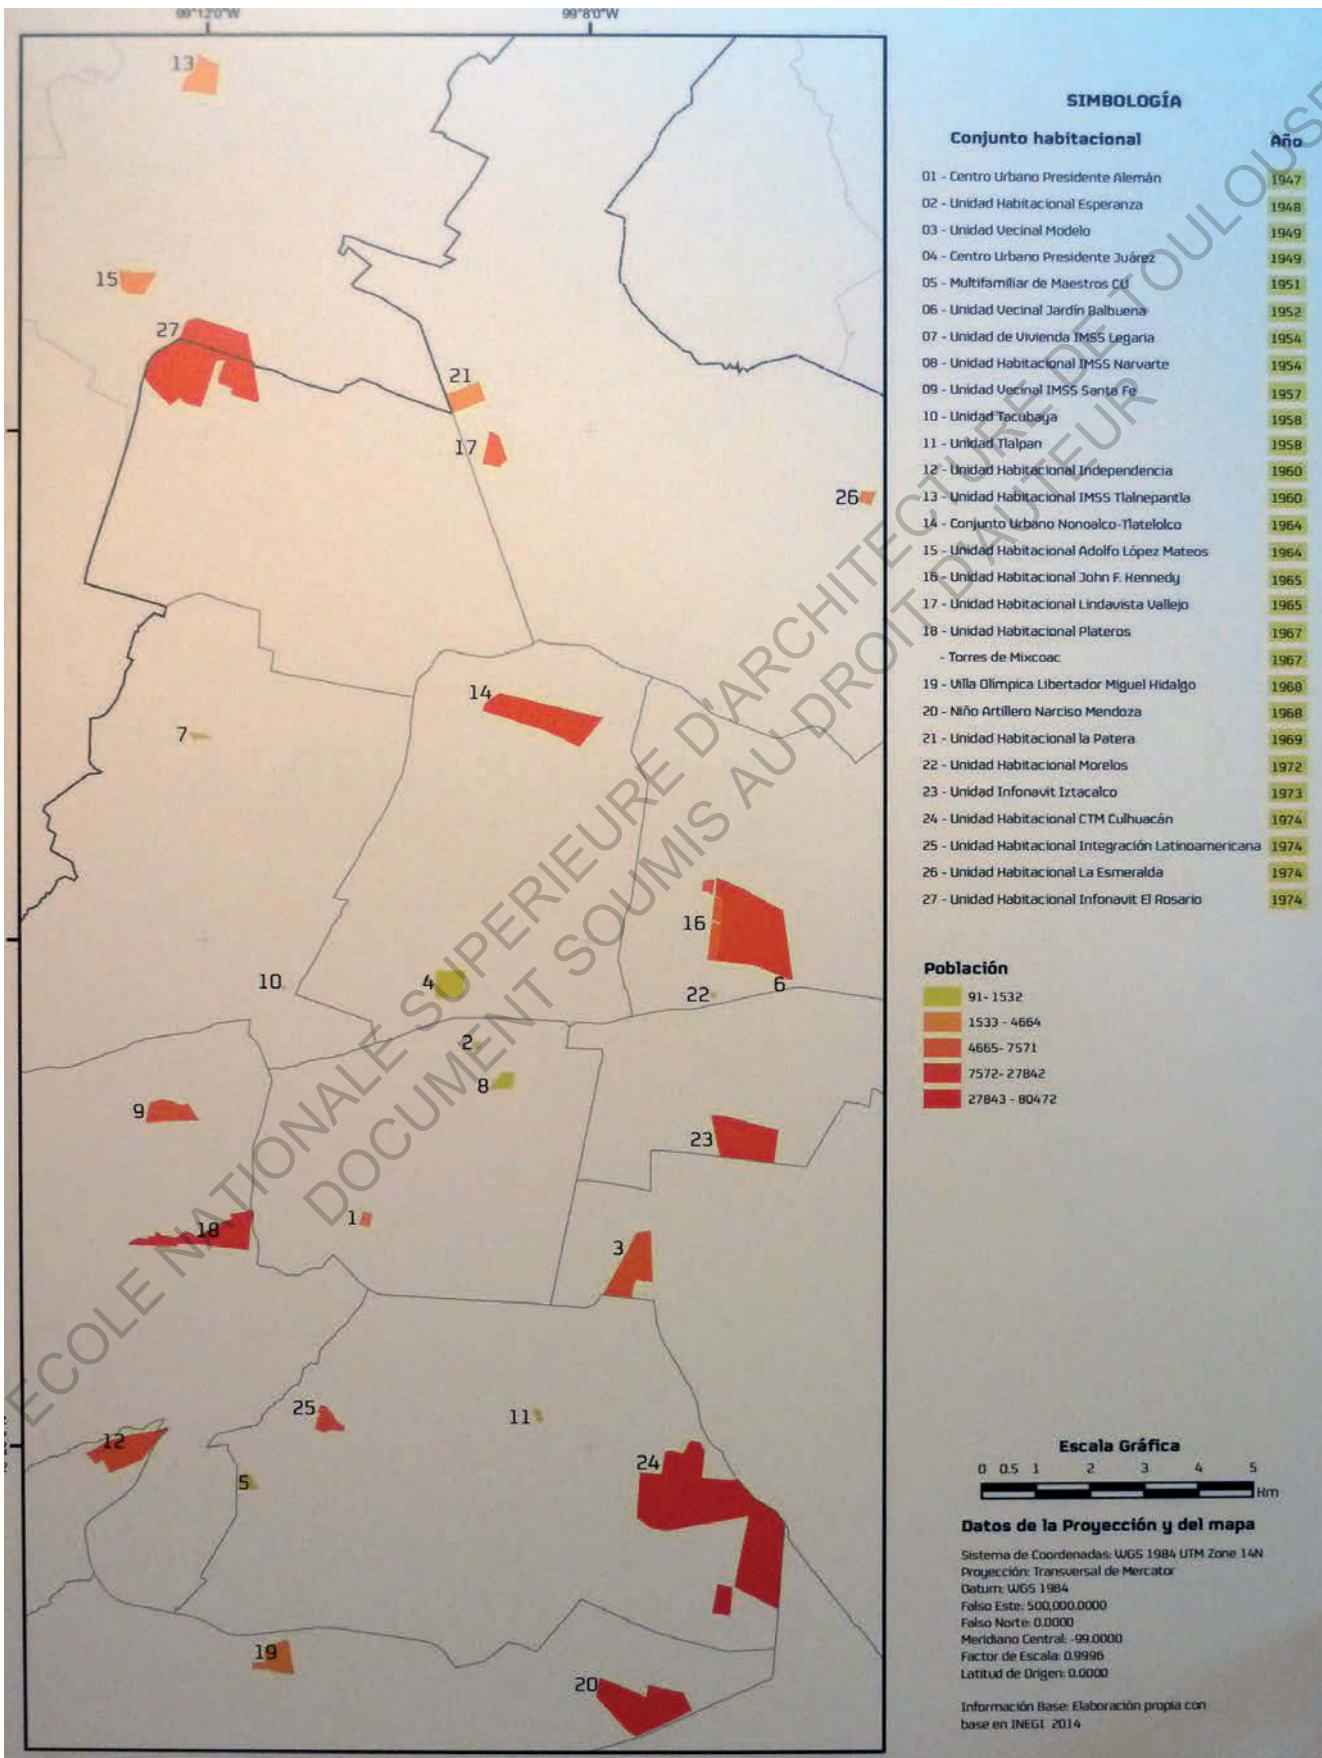 99°12'0"W
99°8'0"W
13
15
27
21
17
26
14
7
16
10
4
6
22
2
8
9
23
1
18
3
25
11
12
24
5
19
20
SIMBOLOGÍA
Conjunto habitacional Año
01 - Centro Urbano Presidente Alemán 1947
02 - Unidad Habitacional Esperanza 1948
03 - Unidad Vecinal Modelo 1949
04 - Centro Urbano Presidente Juárez 1949
05 - Multifamiliar de Maestros CU 1951
06 - Unidad Vecinal Jardín Balbuena 1952
07 - Unidad de Vivienda IMSS Legaria 1954
08 - Unidad Habitacional IMSS Narvarte 1954
09 - Unidad Vecinal IMSS Santa Fe 1957
10 - Unidad Tacubaya 1958
11 - Unidad Tlalpan 1958
12 - Unidad Habitacional Independencia 1960
13 - Unidad Habitacional IMSS Tlalnepantla 1960
14 - Conjunto Urbano Nonoalco-Tlatelolco 1964
15 - Unidad Habitacional Adolfo López Mateos 1964
16 - Unidad Habitacional John F. Kennedy 1965
17 - Unidad Habitacional Lindavista Vallejo 1965
18 - Unidad Habitacional Plateros 1967
- Torres de Mixcoac 1967
19 - Villa Olímpica Libertador Miguel Hidalgo 1968
20 - Niño Artillero Narciso Mendoza 1968
21 - Unidad Habitacional la Patera 1969
22 - Unidad Habitacional Morelos 1972
23 - Unidad Infonavit Iztacalco 1973
24 - Unidad Habitacional CTM Culhuacán 1974
25 - Unidad Habitacional Integración Latinoamericana 1974
26 - Unidad Habitacional La Esmeralda 1974
27 - Unidad Habitacional Infonavit El Rosario 1974
Población
91- 1532
1533 - 4664
4665- 7571
7572- 27842
27843 - 80472
Escala Gráfica
0 0.5 1 2 3 4 5
Km
Datos de la Proyección y del mapa
Sistema de Coordenadas: WGS 1984 UTM Zone 14N
Proyección: Transversal de Mercator
Datum: WGS 1984
Falso Este: 500,000.0000
Falso Norte: 0.0000
Meridiano Central: -99.0000
Factor de Escala: 0.9996
Latitud de Origen: 0.0000
Información Base: Elaboración propia con
base en INEGI 2014
ECOLE NATIONALE SUPERIEURE D'ARCHITECTURE DE TOULOUSE
DOCUMENT SOUMIS AU DROIT D'AUTEUR